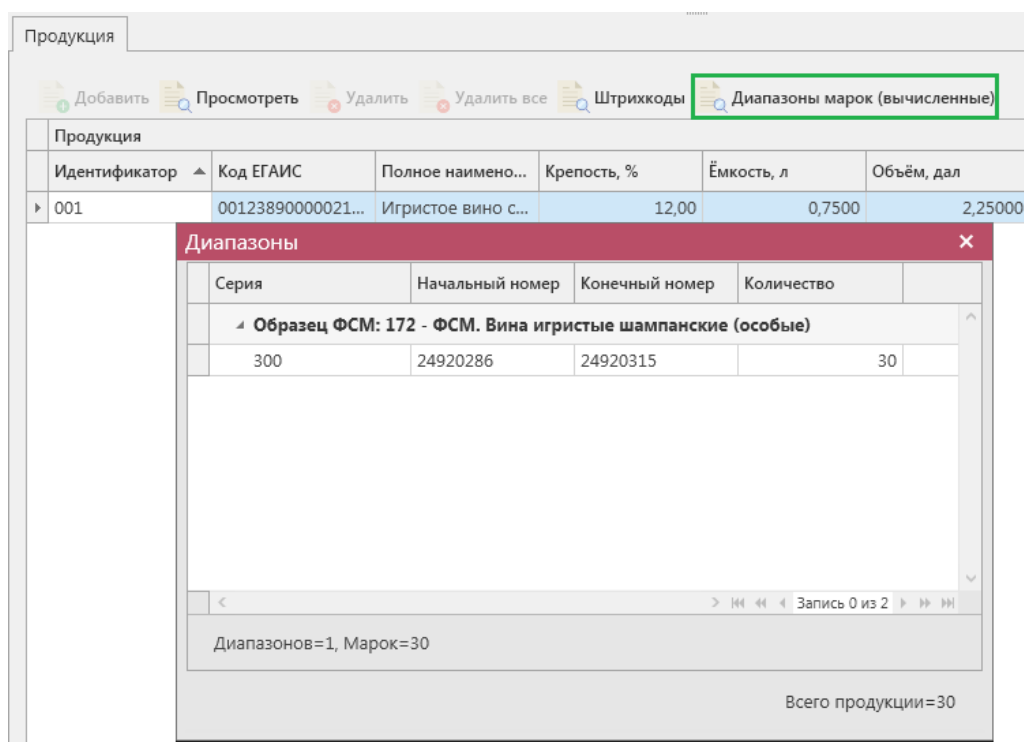 Продукция
Добавить Просмотреть Удалить Удалить все Штрихкоды Диапазоны марок (вычисленные)
Продукция
Идентификатор Код ЕГАИС Полное наимено... Крепость, % Ёмкость, л Объём, дал
001 00123890000021... Игристое вино с... 12,00 0,7500 2,25000
Диапазоны
Серия Начальный номер Конечный номер Количество
Образец ФСМ: 172 - ФСМ. Вина игристые шампанские (особые)
300 24920286 24920315 30
Запись 0 из 2
Диапазонов=1, Марок=30
Всего продукции=30